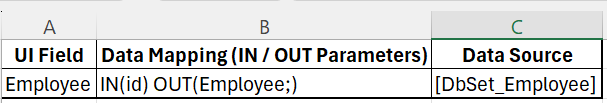 A B C
UI Field Data Mapping (IN / OUT Parameters) Data Source
Employee IN(id) OUT(Employee;) [DbSet_Employee]